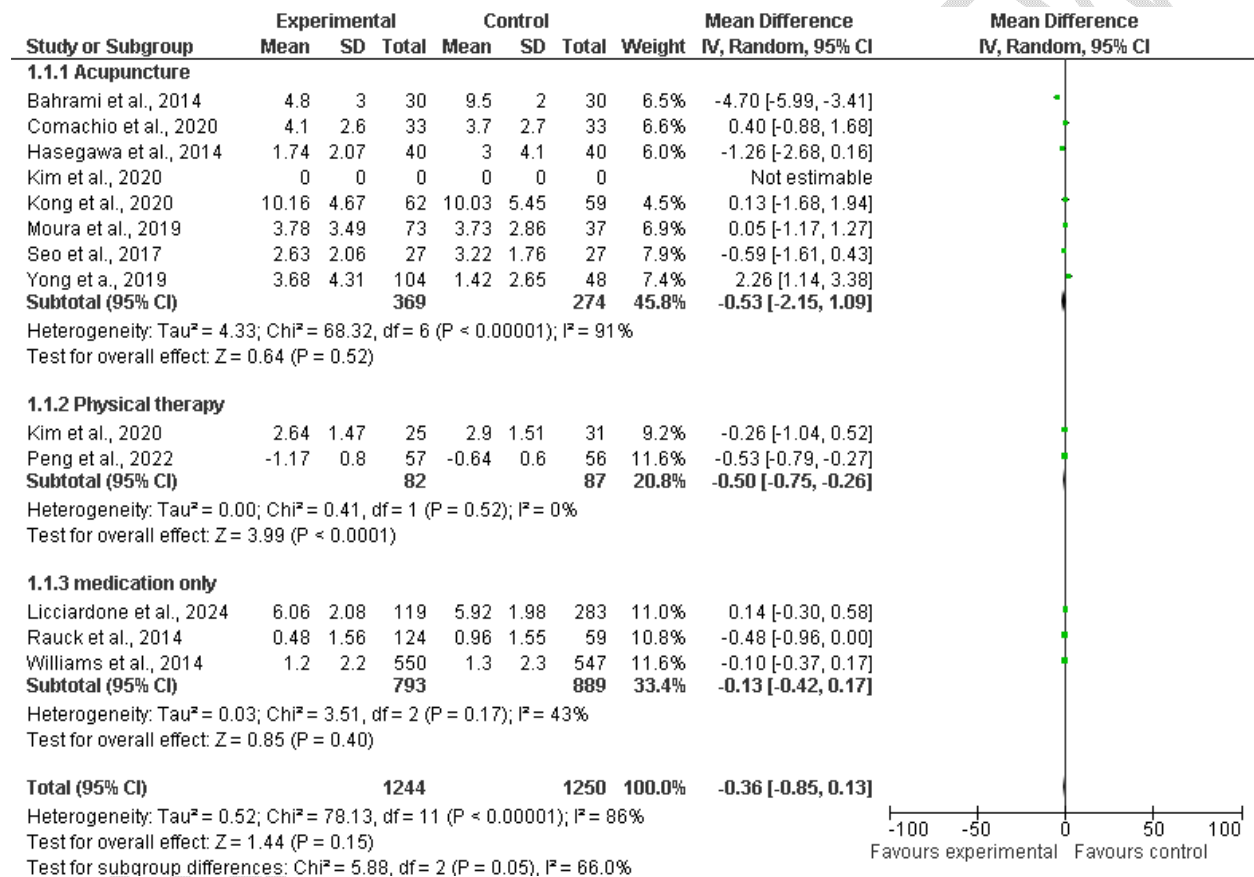 Experimental Control Mean Difference Mean Difference
Study or Subgroup Mean SD Total Mean SD Total Weight IV, Random, 95% CI IV, Random, 95% CI
1.1.1 Acupuncture
Bahrami et al., 2014 4.8 3 30 9.5 2 30 6.5% -4.70 [-5.99, -3.41]
Comachio et al., 2020 4.1 2.6 33 3.7 2.7 33 6.6% 0.40 [-0.88, 1.68]
Hasegawa et al., 2014 1.74 2.07 40 3 4.1 40 6.0% -1.26 [-2.68, 0.16]
Kim et al., 2020 0 0 0 0 0 0 Not estimable
Kong et al., 2020 10.16 4.67 62 10.03 5.45 59 4.5% 0.13 [-1.68, 1.94]
Moura et al., 2019 3.78 3.49 73 3.73 2.86 37 6.9% 0.05 [-1.17, 1.27]
Seo et al., 2017 2.63 2.06 27 3.22 1.76 27 7.9% -0.59 [-1.61, 0.43]
Yong et a., 2019 3.68 4.31 104 1.42 2.65 48 7.4% 2.26 [1.14, 3.38]
Subtotal (95% CI) 369 274 45.8% -0.53 [-2.15, 1.09]
Heterogeneity: Tau² = 4.33; Chi² = 68.32, df = 6 (P < 0.00001); I² = 91%
Test for overall effect: Z = 0.64 (P = 0.52)
1.1.2 Physical therapy
Kim et al., 2020 2.64 1.47 25 2.9 1.51 31 9.2% -0.26 [-1.04, 0.52]
Peng et al., 2022 -1.17 0.8 57 -0.64 0.6 56 11.6% -0.53 [-0.79, -0.27]
Subtotal (95% CI) 82 87 20.8% -0.50 [-0.75, -0.26]
Heterogeneity: Tau² = 0.00; Chi² = 0.41, df = 1 (P = 0.52); I² = 0%
Test for overall effect: Z = 3.99 (P < 0.0001)
1.1.3 medication only
Licciardone et al., 2024 6.06 2.08 119 5.92 1.98 283 11.0% 0.14 [-0.30, 0.58]
Rauck et al., 2014 0.48 1.56 124 0.96 1.55 59 10.8% -0.48 [-0.96, 0.00]
Williams et al., 2014 1.2 2.2 550 1.3 2.3 547 11.6% -0.10 [-0.37, 0.17]
Subtotal (95% CI) 793 889 33.4% -0.13 [-0.42, 0.17]
Heterogeneity: Tau² = 0.03; Chi² = 3.51, df = 2 (P = 0.17); I² = 43%
Test for overall effect: Z = 0.85 (P = 0.40)
Total (95% CI) 1244 1250 100.0% -0.36 [-0.85, 0.13]
Heterogeneity: Tau² = 0.52; Chi² = 78.13, df = 11 (P < 0.00001); I² = 86%
Test for overall effect: Z = 1.44 (P = 0.15)
Test for subgroup differences: Chi² = 5.88, df = 2 (P = 0.05), I² = 66.0%
-100 -50 0 50 100
Favours experimental Favours control